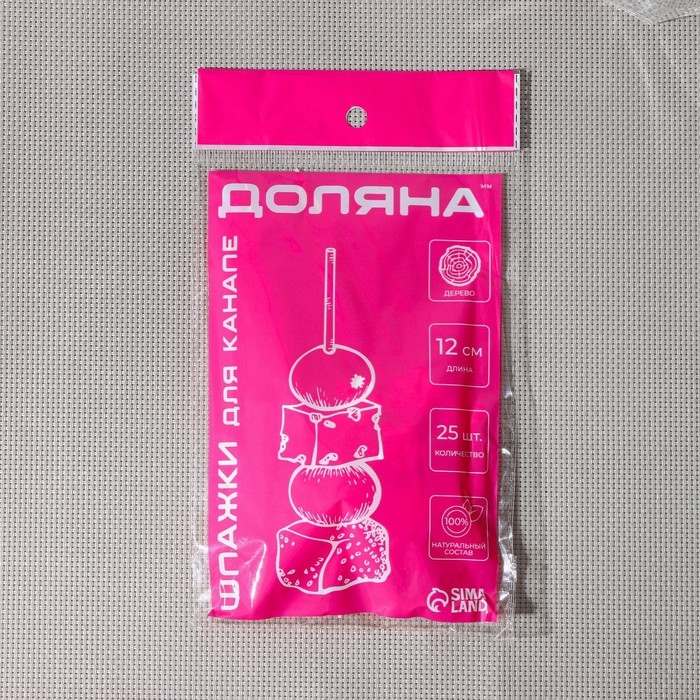 ДОЛЯНА™
ШПАЖКИ ДЛЯ КАНАПЕ
ДЕРЕВО
12 СМ
ДЛИНА
25 ШТ.
КОЛИЧЕСТВО
100%
НАТУРАЛЬНЫЙ
СОСТАВ
SIMA
LAND